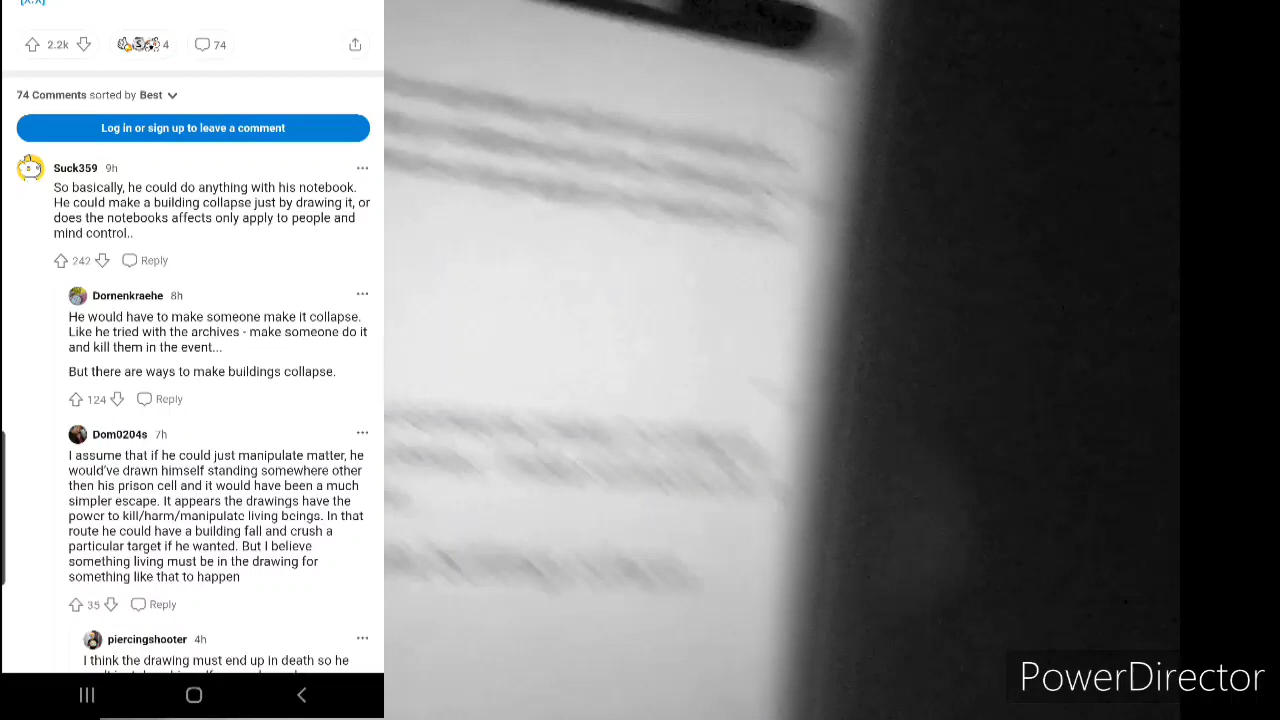 2.2k
4
74
74 Comments sorted by Best
Log in or sign up to leave a comment
Suck359 9h
So basically, he could do anything with his notebook.
He could make a building collapse just by drawing it, or
does the notebooks affects only apply to people and
mind control..
242 Reply
Dornenkraehe 8h
He would have to make someone make it collapse.
Like he tried with the archives - make someone do it
and kill them in the event...
But there are ways to make buildings collapse.
124 Reply
Dom0204s 7h
I assume that if he could just manipulate matter, he
would've drawn himself standing somewhere other
then his prison cell and it would have been a much
simpler escape. It appears the drawings have the
power to kill/harm/manipulate living beings. In that
route he could have a building fall and crush a
particular target if he wanted. But I believe
something living must be in the drawing for
something like that to happen
35 Reply
piercingshooter 4h
I think the drawing must end up in death so he
PowerDirector